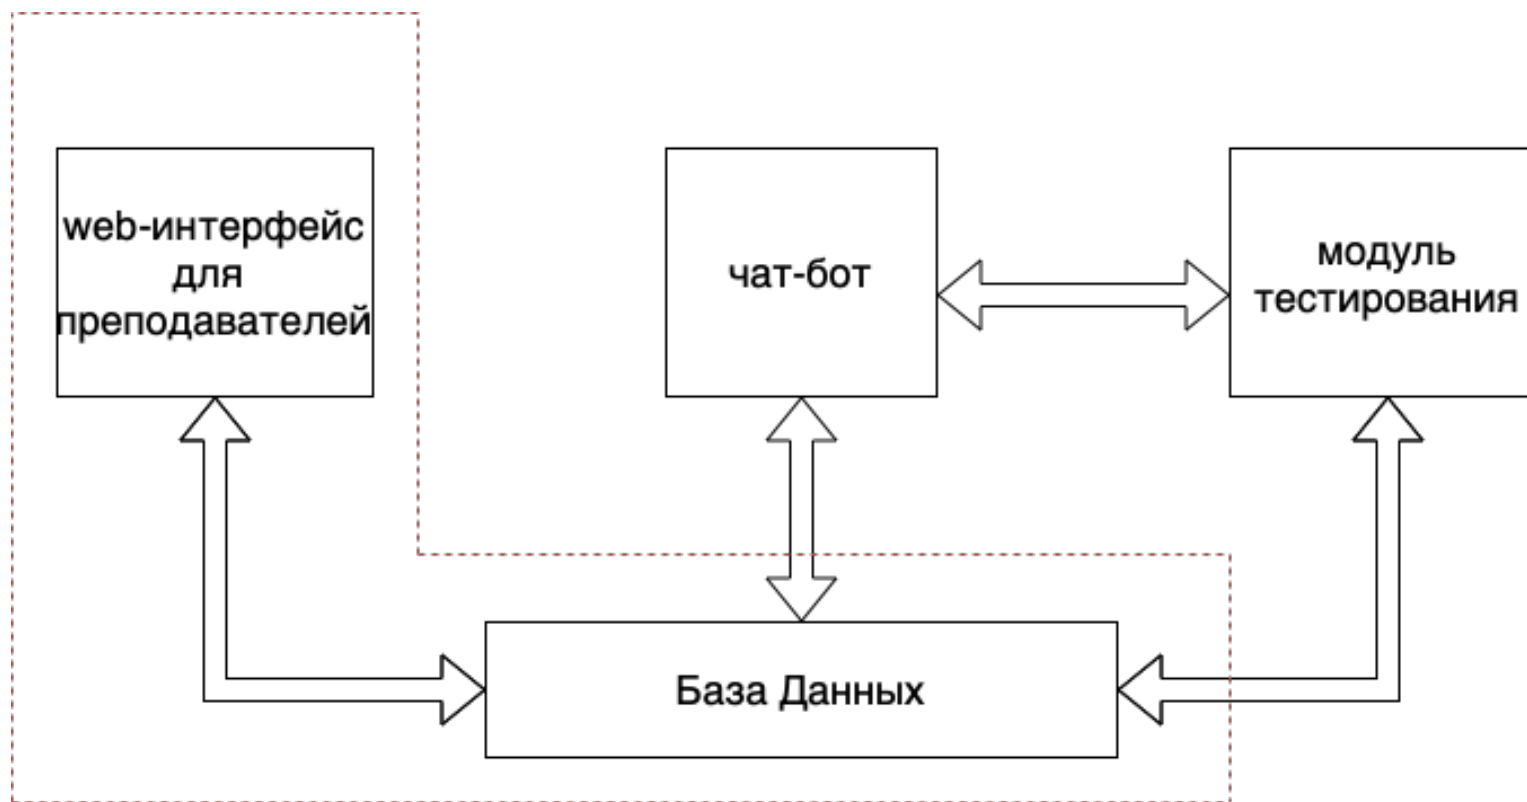 web-интерфейс
для
преподавателей
чат-бот
модуль
тестирования
База Данных